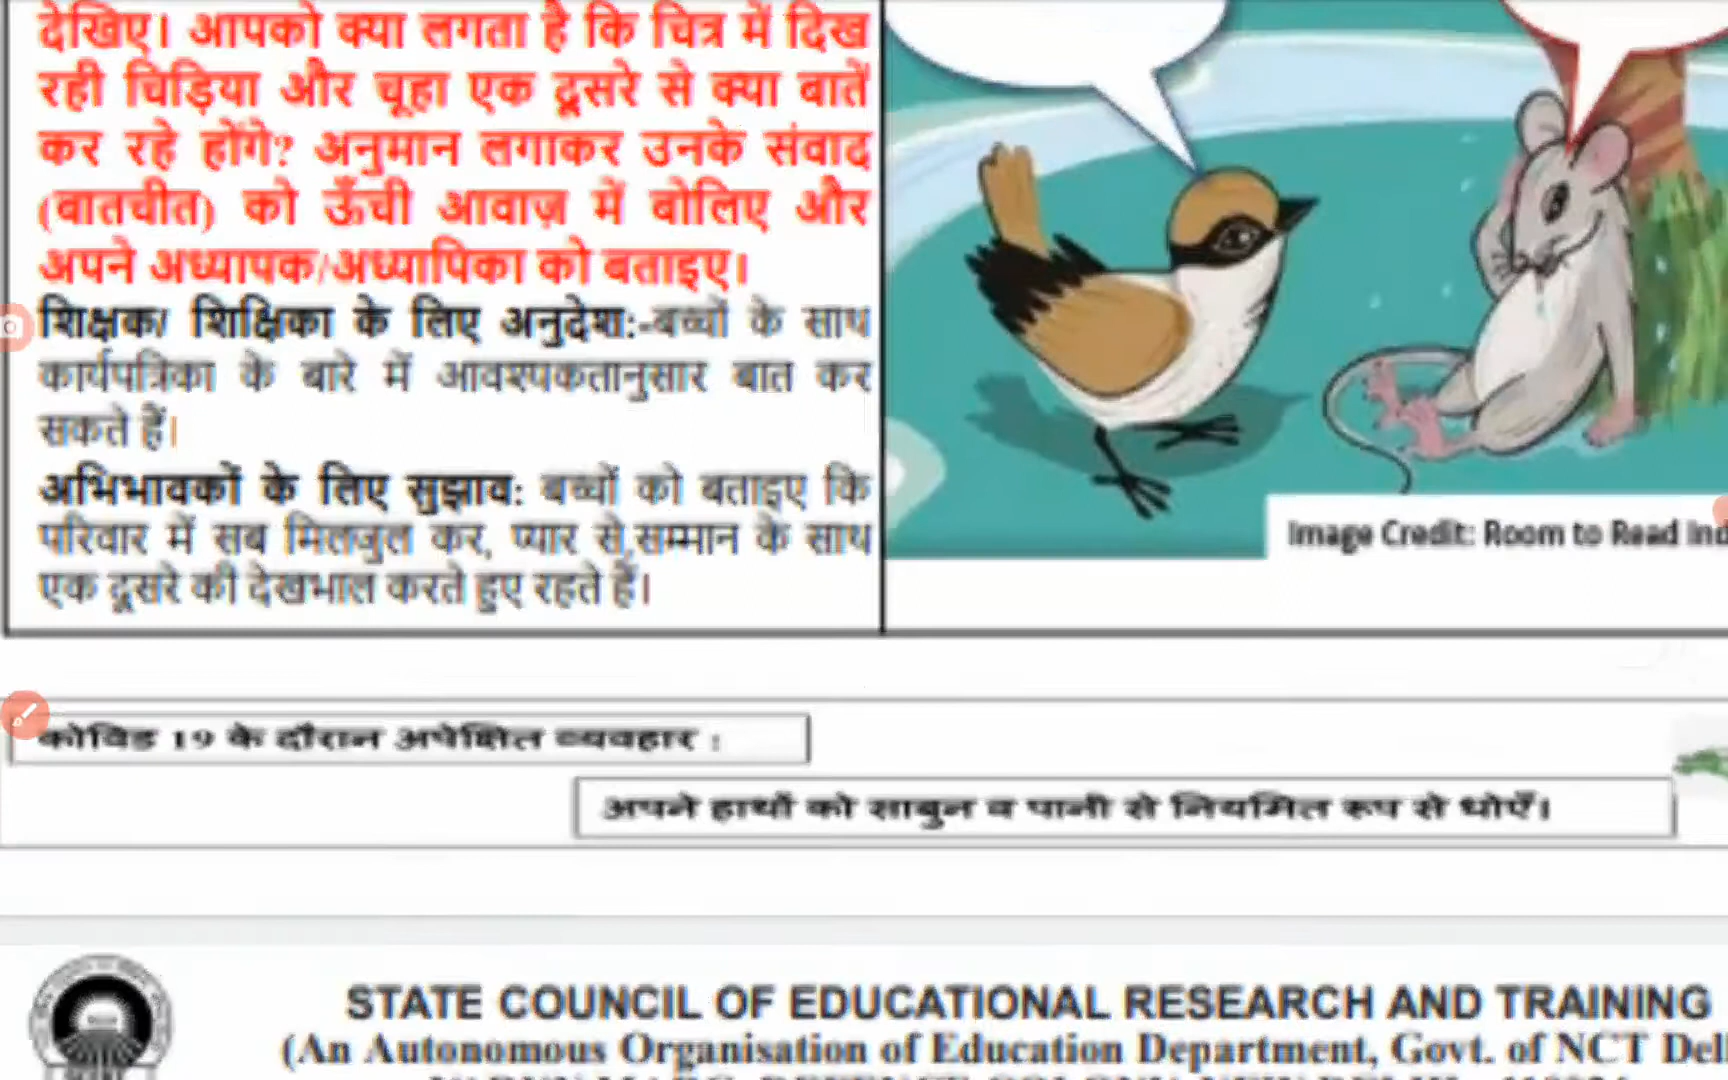 देखिए। आपको क्या लगता है कि चित्र में दिख
रही चिड़िया और चूहा एक दूसरे से क्या बातें
कर रहे होंगे? अनुमान लगाकर उनके संवाद
(बातचीत) को ऊँची आवाज़ में बोलिए और
अपने अध्यापक/अध्यापिका को बताइए।
शिक्षक/ शिक्षिका के लिए अनुदेश:-बच्चों के साथ
कार्यपत्रिका के बारे में आवश्यकतानुसार बात कर
सकते हैं।
अभिभावकों के लिए सुझाव: बच्चों को बताइए कि
परिवार में सब मिलजुल कर, प्यार से,सम्मान के साथ
एक दूसरे की देखभाल करते हुए रहते हैं।
Image Credit: Room to Read Ind
कोविड 19 के दौरान अपेक्षित व्यवहार :
अपने हाथों को साबुन व पानी से नियमित रूप से धोएँ।
STATE COUNCIL OF EDUCATIONAL RESEARCH AND TRAINING
(An Autonomous Organisation of Education Department, Govt. of NCT Del